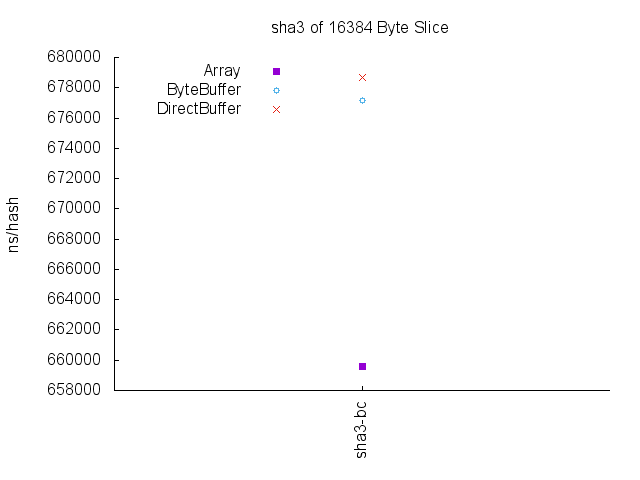 sha3 of 16384 Byte Slice
680000
678000
676000
674000
672000
670000
668000
666000
664000
662000
660000
658000
ns/hash
Array
ByteBuffer
DirectBuffer
sha3-bc